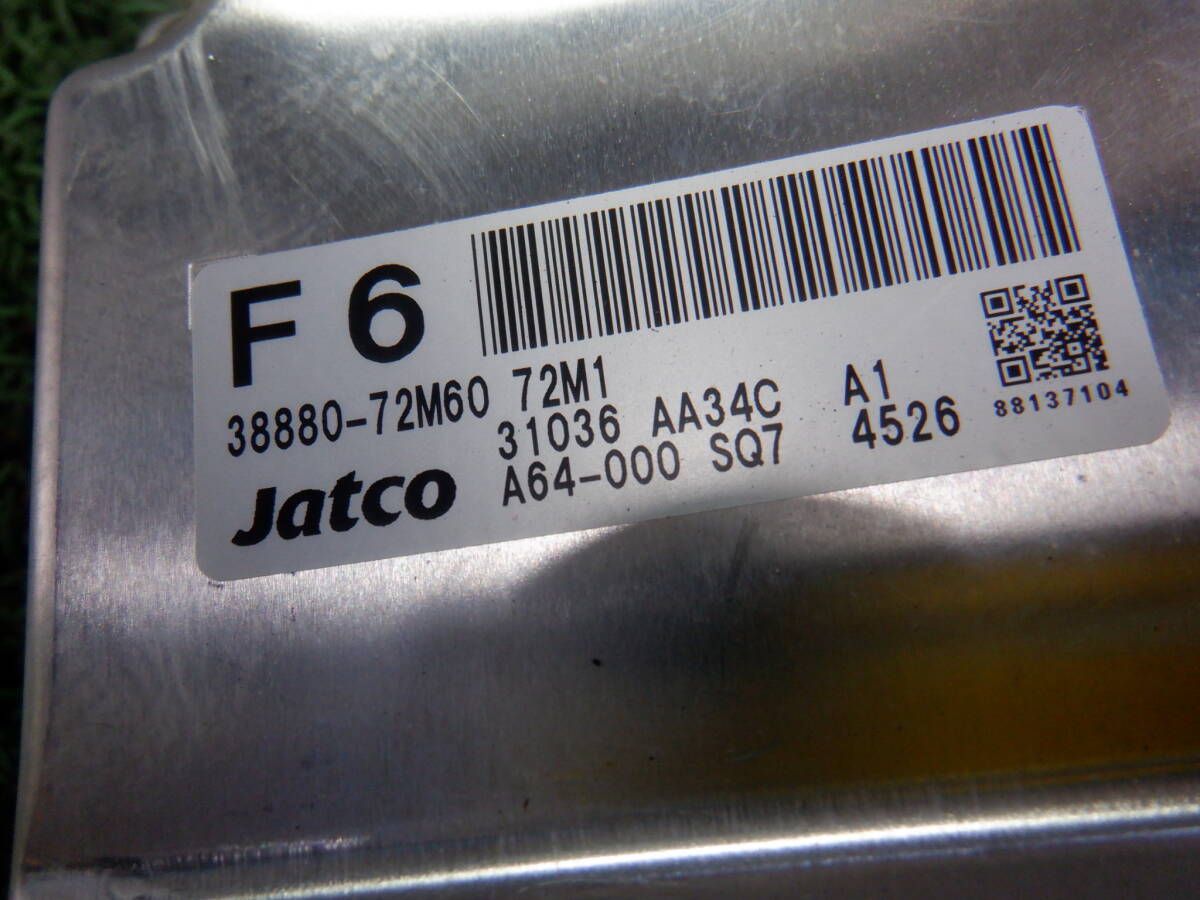 F 6
38880-72M60 72M1
31036 AA34C A1
Jatco A64-000 SQ7 4526
88137104